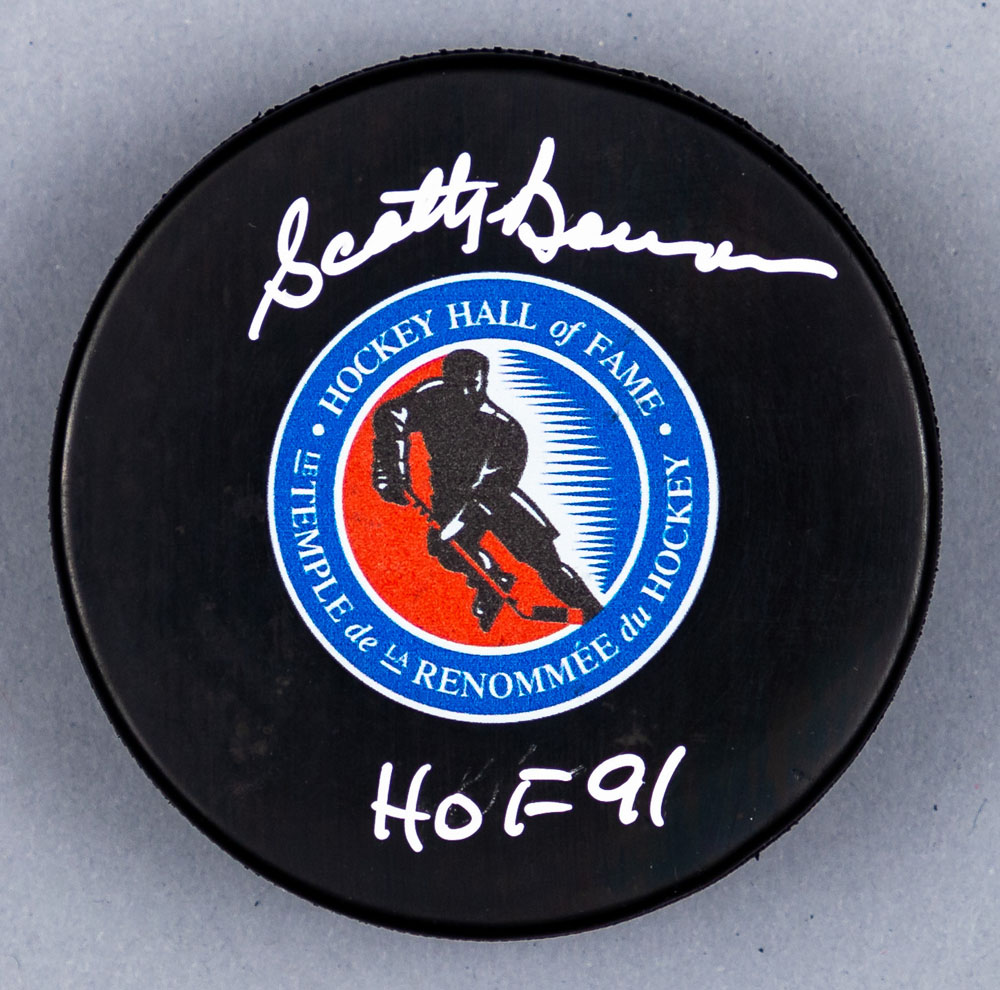 Scotty Bowman
HOCKEY HALL of FAME
LE TEMPLE de LA RENOMMÉE du HOCKEY
HOF 91